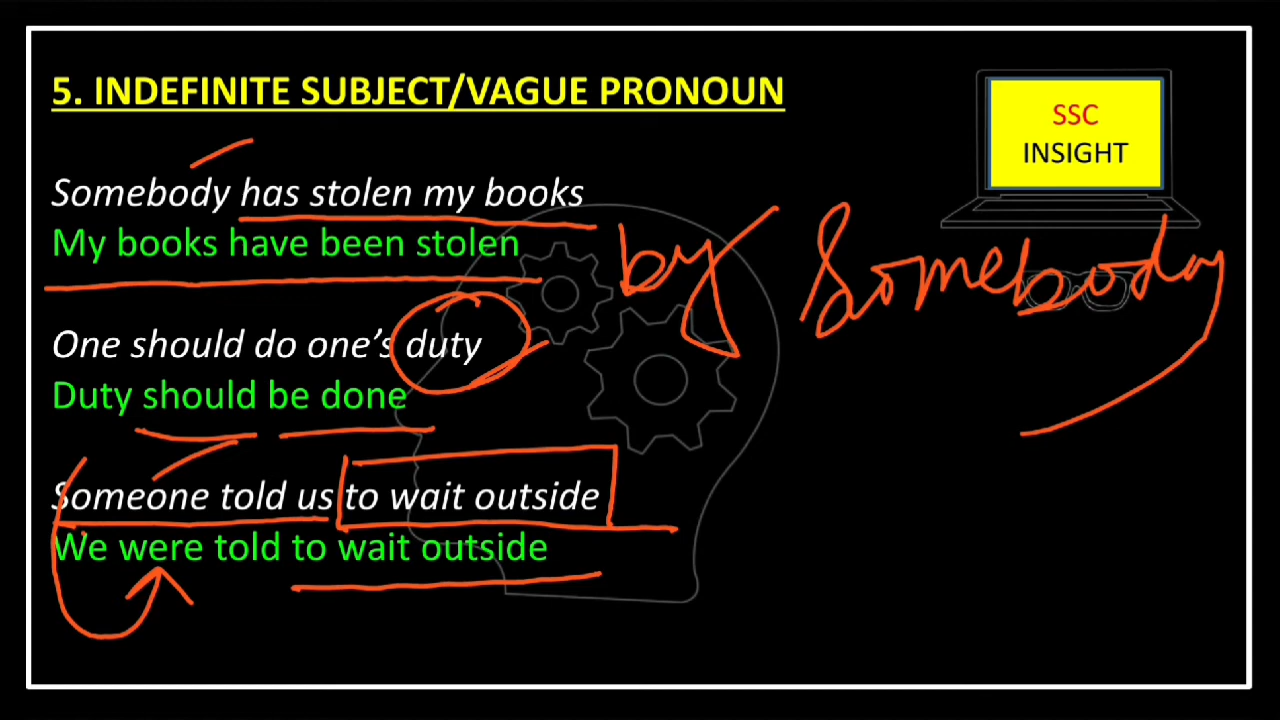 5. INDEFINITE SUBJECT/VAGUE PRONOUN
SSC
INSIGHT
Somebody has stolen my books
My books have been stolen
by Somebody
One should do one's duty
Duty should be done
Someone told us to wait outside
We were told to wait outside